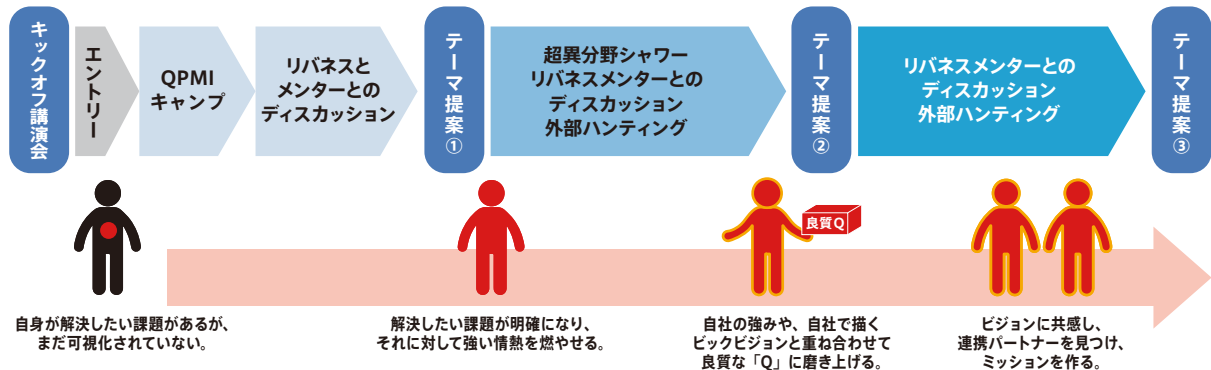 キックオフ講演会
エントリー
QPMI
キャンプ
リバネスと
メンターとの
ディスカッション
テーマ提案①
超異分野シャワー
リバネスメンターとの
ディスカッション
外部ハンティング
テーマ提案②
リバネスメンターとの
ディスカッション
外部ハンティング
テーマ提案③
良質Q
自身が解決したい課題があるが、
まだ可視化されていない。
解決したい課題が明確になり、
それに対して強い情熱を燃やせる。
自社の強みや、自社で描く
ビックビジョンと重ね合わせて
良質な「Q」に磨き上げる。
ビジョンに共感し、
連携パートナーを見つけ、
ミッションを作る。